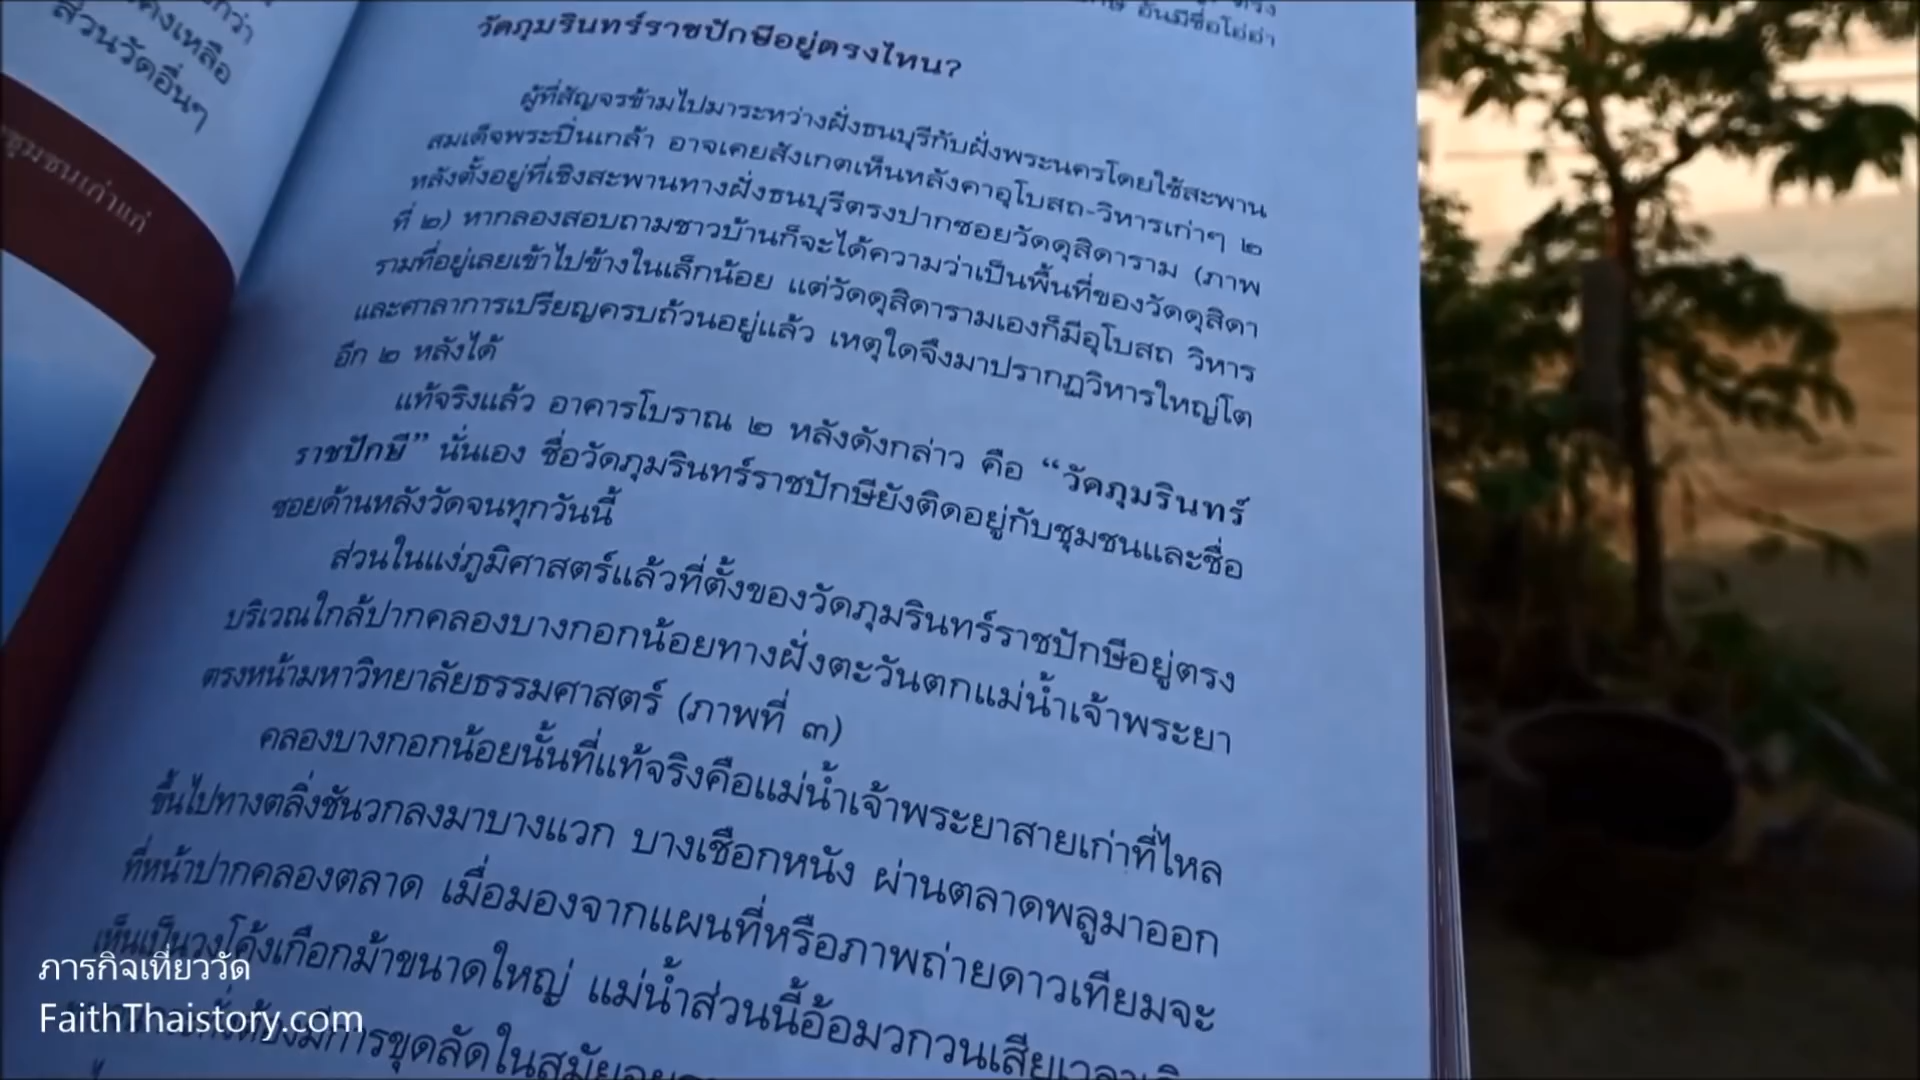 ส่วนวัดอื่นๆ
ชุมชนเก่าแก่
อันมีชื่อโอ่อ่า
วัดภุมรินทร์ราชปักษีอยู่ตรงไหน?
ผู้ที่สัญจรข้ามไปมาระหว่างฝั่งธนบุรีกับฝั่งพระนครโดยใช้สะพาน
สมเด็จพระปิ่นเกล้า อาจเคยสังเกตเห็นหลังคาอุโบสถ-วิหารเก่าๆ ๒
หลังตั้งอยู่ที่เชิงสะพานทางฝั่งธนบุรีตรงปากซอยวัดดุสิดาราม (ภาพ
ที่ ๒) หากลองสอบถามชาวบ้านก็จะได้ความว่าเป็นพื้นที่ของวัดดุสิดา
รามที่อยู่เลยเข้าไปข้างในเล็กน้อย แต่วัดดุสิดารามเองก็มีอุโบสถ วิหาร
และศาลาการเปรียญครบถ้วนอยู่แล้ว เหตุใดจึงมาปรากฏวิหารใหญ่โต
อีก ๒ หลังได้
แท้จริงแล้ว อาคารโบราณ ๒ หลังดังกล่าว คือ “วัดภุมรินทร์
ราชปักษี” นั่นเอง ชื่อวัดภุมรินทร์ราชปักษียังติดอยู่กับชุมชนและชื่อ
ซอยด้านหลังวัดจนทุกวันนี้
ส่วนในแง่ภูมิศาสตร์แล้วที่ตั้งของวัดภุมรินทร์ราชปักษีอยู่ตรง
บริเวณใกล้ปากคลองบางกอกน้อยทางฝั่งตะวันตกแม่น้ำเจ้าพระยา
ตรงหน้ามหาวิทยาลัยธรรมศาสตร์ (ภาพที่ ๓)
คลองบางกอกน้อยนั้นที่แท้จริงคือแม่น้ำเจ้าพระยาสายเก่าที่ไหล
ขึ้นไปทางตลิ่งชันวกลงมาบางแวก บางเชือกหนัง ผ่านตลาดพลูมาออก
ที่หน้าปากคลองตลาด เมื่อมองจากแผนที่หรือภาพถ่ายดาวเทียมจะ
เห็นเป็นวงโค้งเกือกม้าขนาดใหญ่ แม่น้ำส่วนนี้อ้อมวกวนเสียเวลา
ต้องมีการขุดลัดในสมัย
ภารกิจเที่ยววัด
FaithThaistory.com